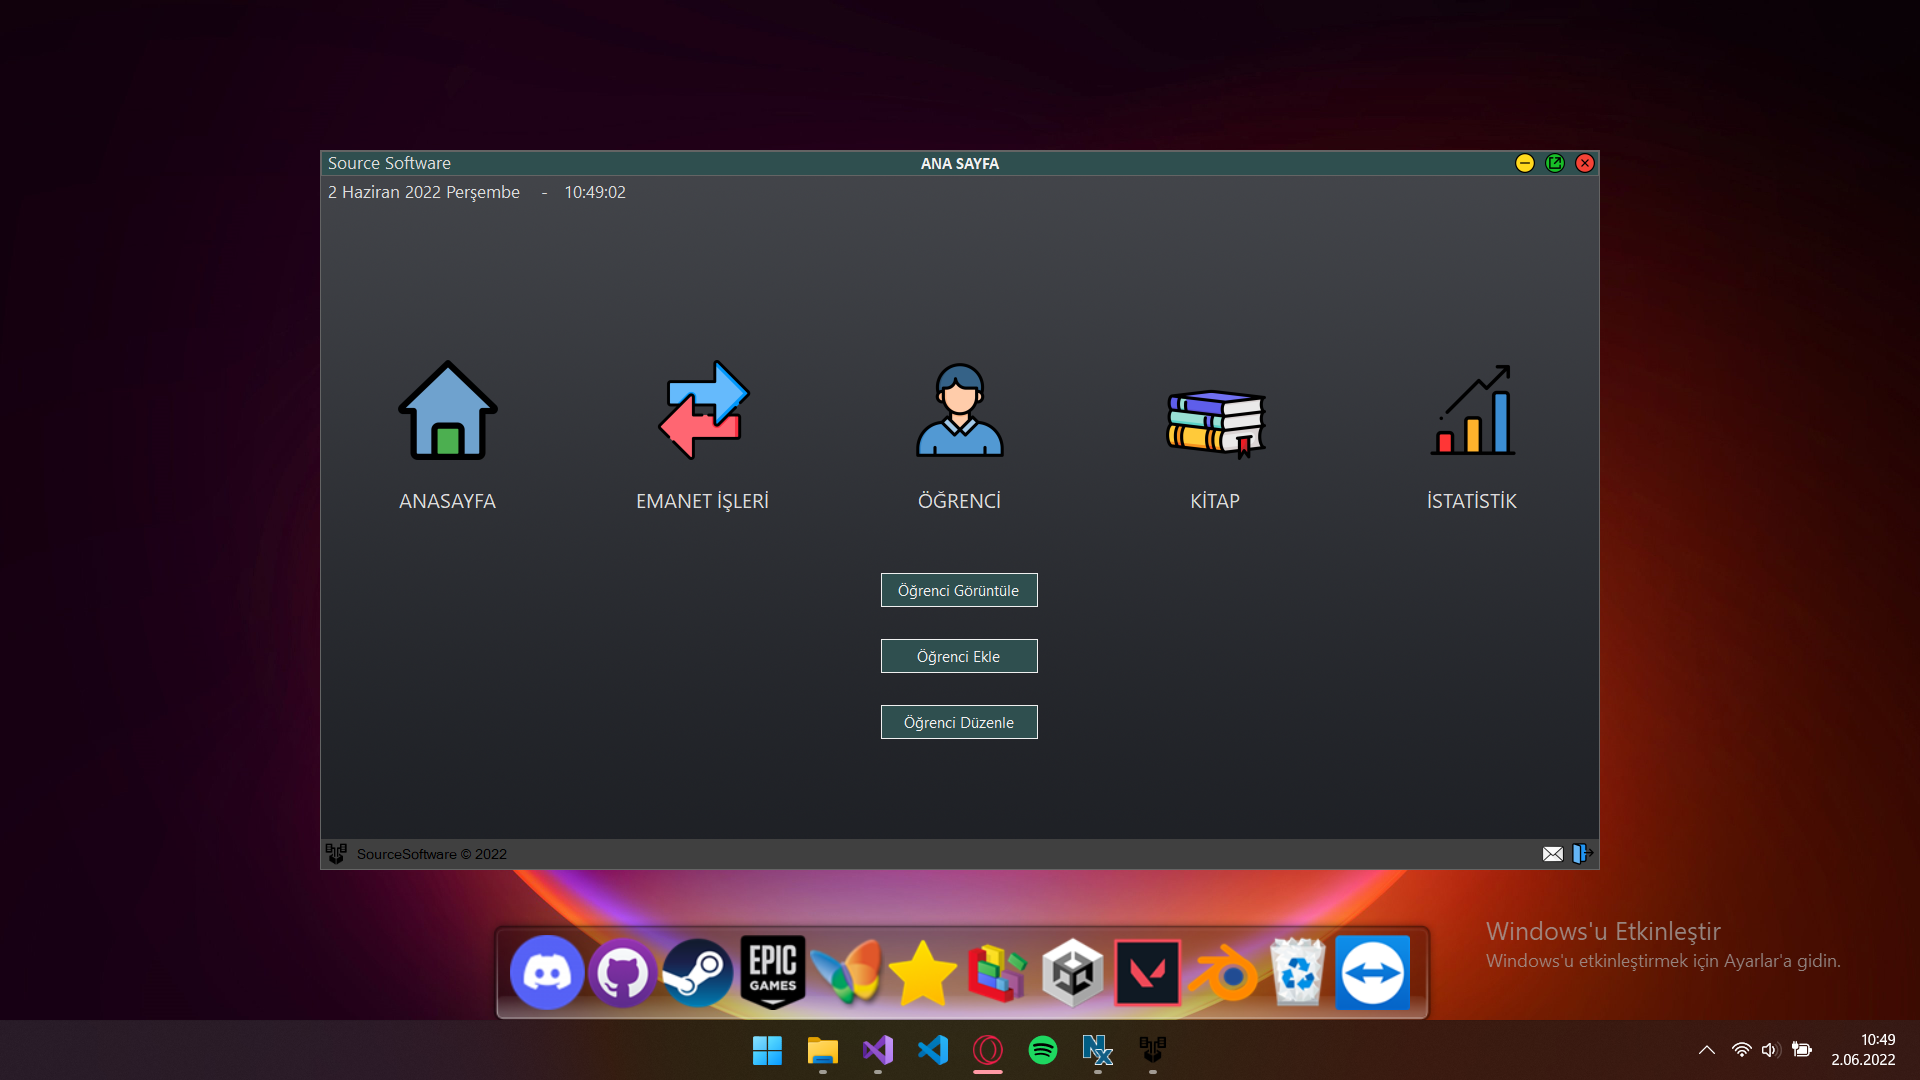 Source Software
ANA SAYFA
2 Haziran 2022 Perşembe - 10:49:02
ANASAYFA
EMANET İŞLERİ
ÖĞRENCİ
KİTAP
İSTATİSTİK
Öğrenci Görüntüle
Öğrenci Ekle
Öğrenci Düzenle
SourceSoftware © 2022
Windows'u Etkinleştir
Windows'u etkinleştirmek için Ayarlar'a gidin.
EPIC
GAMES
10:49
2.06.2022